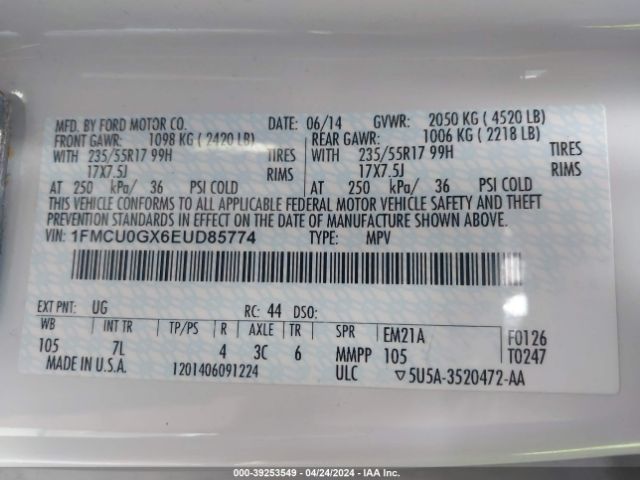 MFD. BY FORD MOTOR CO. DATE: 06/14 GVWR: 2050 KG ( 4520 LB)
FRONT GAWR: 1098 KG ( 2420 LB) REAR GAWR: 1006 KG ( 2218 LB)
WITH 235/55R17 99H TIRES WITH 235/55R17 99H TIRES
17X7.5J RIMS 17X7.5J RIMS
AT 250 kPa/ 36 PSI COLD AT 250 kPa/ 36 PSI COLD
THIS VEHICLE CONFORMS TO ALL APPLICABLE FEDERAL MOTOR VEHICLE SAFETY AND THEFT
PREVENTION STANDARDS IN EFFECT ON THE DATE OF MANUFACTURE SHOWN ABOVE.
VIN: 1FMCU0GX6EUD85774 TYPE: MPV
EXT PNT: UG RC: 44 DSO:
WB INT TR TP/PS R AXLE TR SPR EM21A F0126
105 7L 4 3C 6 MMPP 105 T0247
MADE IN U.S.A. 1201406091224 ULC ▽5U5A-3520472-AA
000-39253549 - 04/24/2024 - IAA Inc.